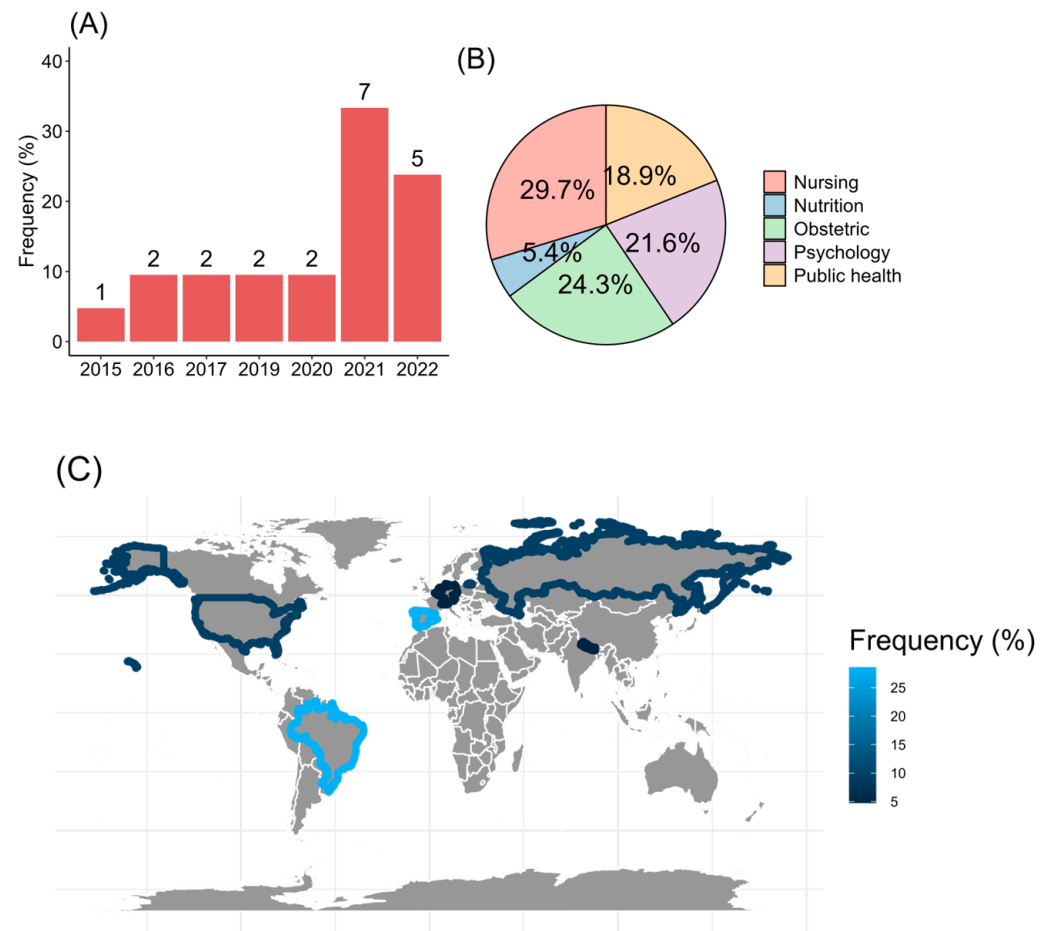 (A)
Frequency (%)
40
30
20
10
0
1
2
2
2
2
7
5
2015 2016 2017 2019 2020 2021 2022
(B)
29.7%
18.9%
5.4%
21.6%
24.3%
Nursing
Nutrition
Obstetric
Psychology
Public health
(C)
Frequency (%)
25
20
15
10
5